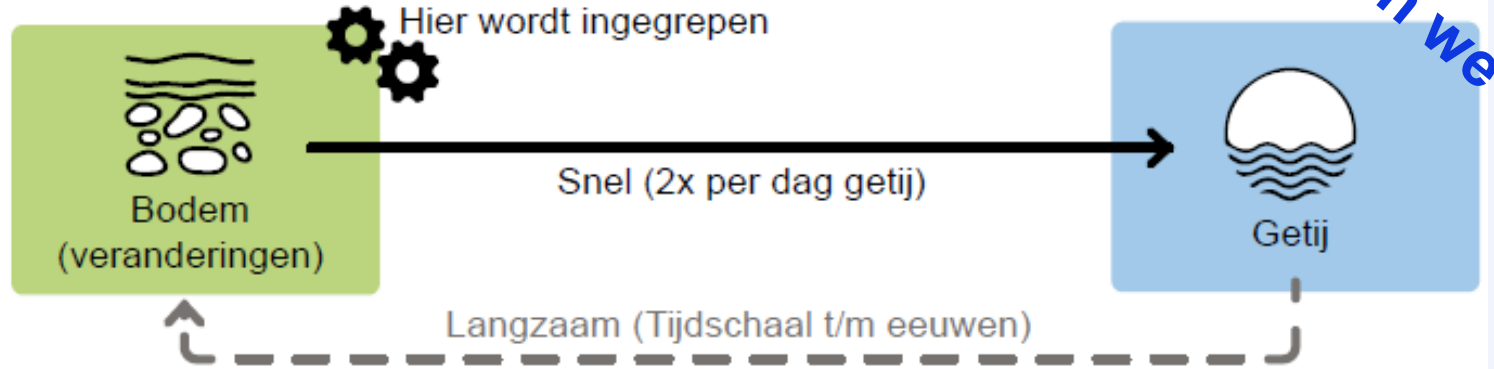 Hier wordt ingegrepen
Snel (2x per dag getij)
Bodem
(veranderingen)
Getij
Langzaam (Tijdschaal t/m eeuwen)